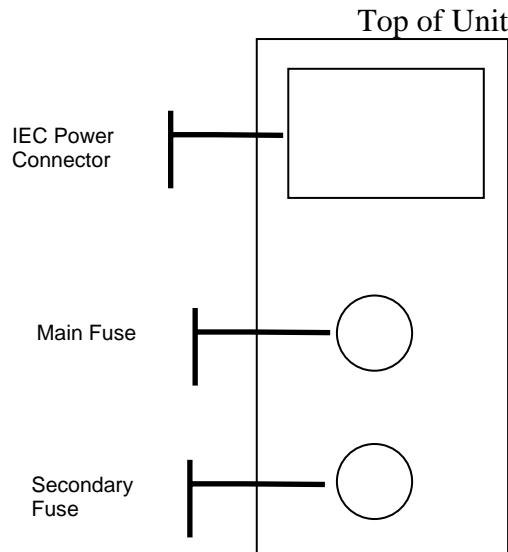 Top of Unit
IEC Power
Connector
Main Fuse
Secondary
Fuse